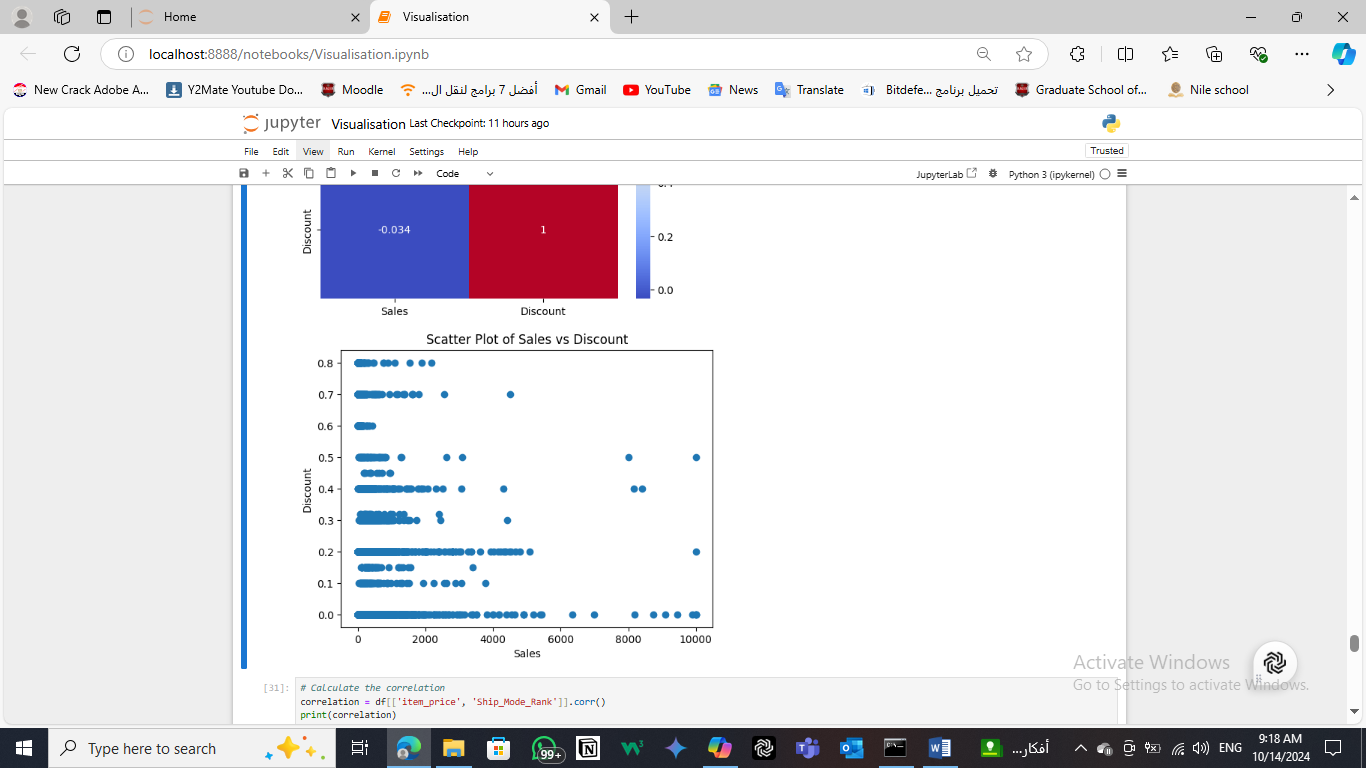 Home
Visualisation
localhost:8888/notebooks/Visualisation.ipynb
New Crack Adobe A...
Y2Mate Youtube Do...
Moodle
أفضل 7 برامج لنقل ال...
Gmail
YouTube
News
Translate
تحميل برنامج Bitdefe...
Graduate School of...
Nile school
jupyter Visualisation Last Checkpoint: 11 hours ago
File Edit View Run Kernel Settings Help
Trusted
Code
JupyterLab
Python 3 (ipykernel)
Discount
-0.034
1
0.2
0.0
Sales
Discount
Scatter Plot of Sales vs Discount
0.8
0.7
0.6
0.5
0.4
0.3
0.2
0.1
0.0
Discount
0 2000 4000 6000 8000 10000
Sales
Activate Windows
Go to Settings to activate Windows.
[31]:
# Calculate the correlation
correlation = df[['item_price', 'Ship_Mode_Rank']].corr()
print(correlation)
Type here to search
99+
أفكار...
ENG
9:18 AM
10/14/2024